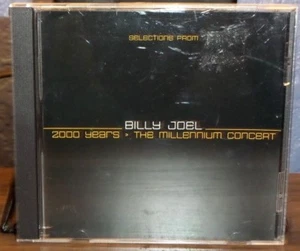 SELECTIONS FROM
BILLY JOEL
2000 YEARS - THE MILLENNIUM CONCERT